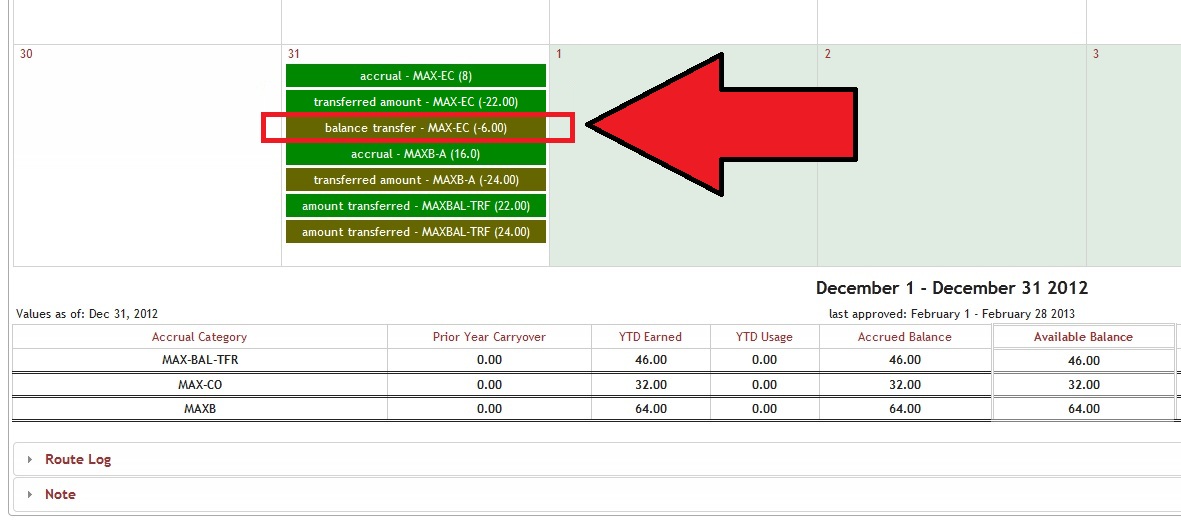 30 31 1 2 3
accrual - MAX-EC (8)
transferred amount - MAX-EC (-22.00)
balance transfer - MAX-EC (-6.00)
accrual - MAXB-A (16.0)
transferred amount - MAXB-A (-24.00)
amount transferred - MAXBAL-TRF (22.00)
amount transferred - MAXBAL-TRF (24.00)
December 1 - December 31 2012
Values as of: Dec 31, 2012 last approved: February 1 - February 28 2013
Accrual Category Prior Year Carryover YTD Earned YTD Usage Accrued Balance Available Balance
MAX-BAL-TFR 0.00 46.00 0.00 46.00 46.00
MAX-CO 0.00 32.00 0.00 32.00 32.00
MAXB 0.00 64.00 0.00 64.00 64.00
Route Log
Note